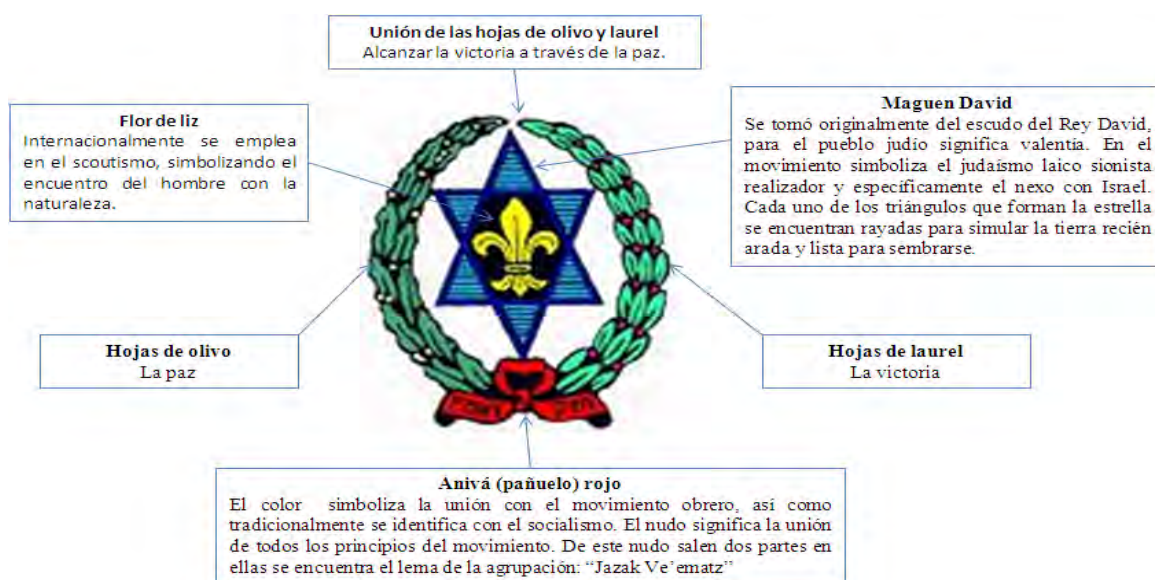 Unión de las hojas de olivo y laurel
Alcanzar la victoria a través de la paz.
Flor de liz
Internacionalmente se emplea
en el scoutismo, simbolizando el
encuentro del hombre con la
naturaleza.
Maguen David
Se tomó originalmente del escudo del Rey David,
para el pueblo judío significa valentía. En el
movimiento simboliza el judaísmo laico sionista
realizador y específicamente el nexo con Israel.
Cada uno de los triángulos que forman la estrella
se encuentran rayadas para simular la tierra recién
arada y lista para sembrarse.
Hojas de olivo
La paz
Hojas de laurel
La victoria
Anivá (pañuelo) rojo
El color simboliza la unión con el movimiento obrero, así como
tradicionalmente se identifica con el socialismo. El nudo significa la unión
de todos los principios del movimiento. De este nudo salen dos partes en
ellas se encuentra el lema de la agrupación: “Jazak Ve’ematz”